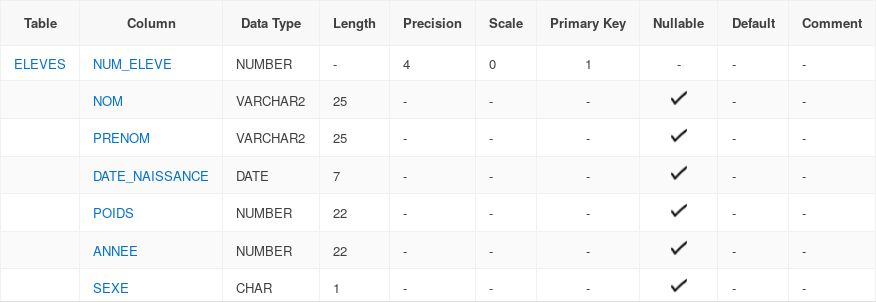 Table Column Data Type Length Precision Scale Primary Key Nullable Default Comment
ELEVES NUM_ELEVE NUMBER - 4 0 1 - - -
NOM VARCHAR2 25 - - - ✓ - -
PRENOM VARCHAR2 25 - - - ✓ - -
DATE_NAISSANCE DATE 7 - - - ✓ - -
POIDS NUMBER 22 - - - ✓ - -
ANNEE NUMBER 22 - - - ✓ - -
SEXE CHAR 1 - - - ✓ - -